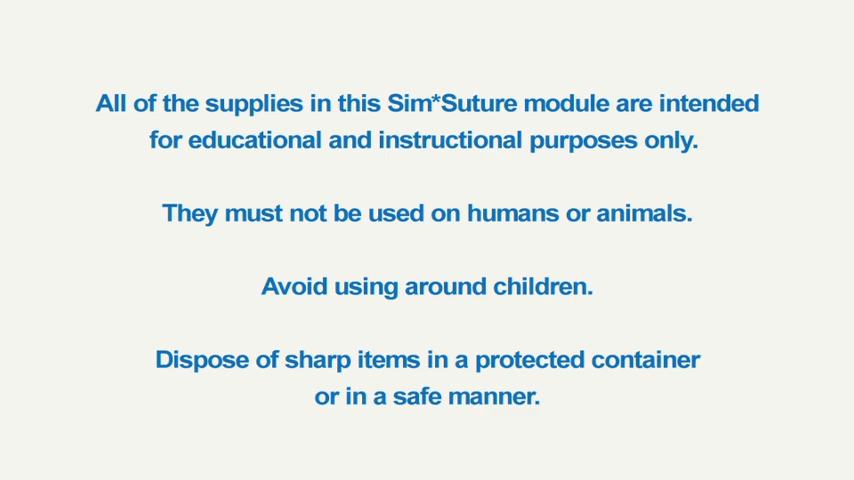 All of the supplies in this Sim*Suture module are intended
for educational and instructional purposes only.
They must not be used on humans or animals.
Avoid using around children.
Dispose of sharp items in a protected container
or in a safe manner.